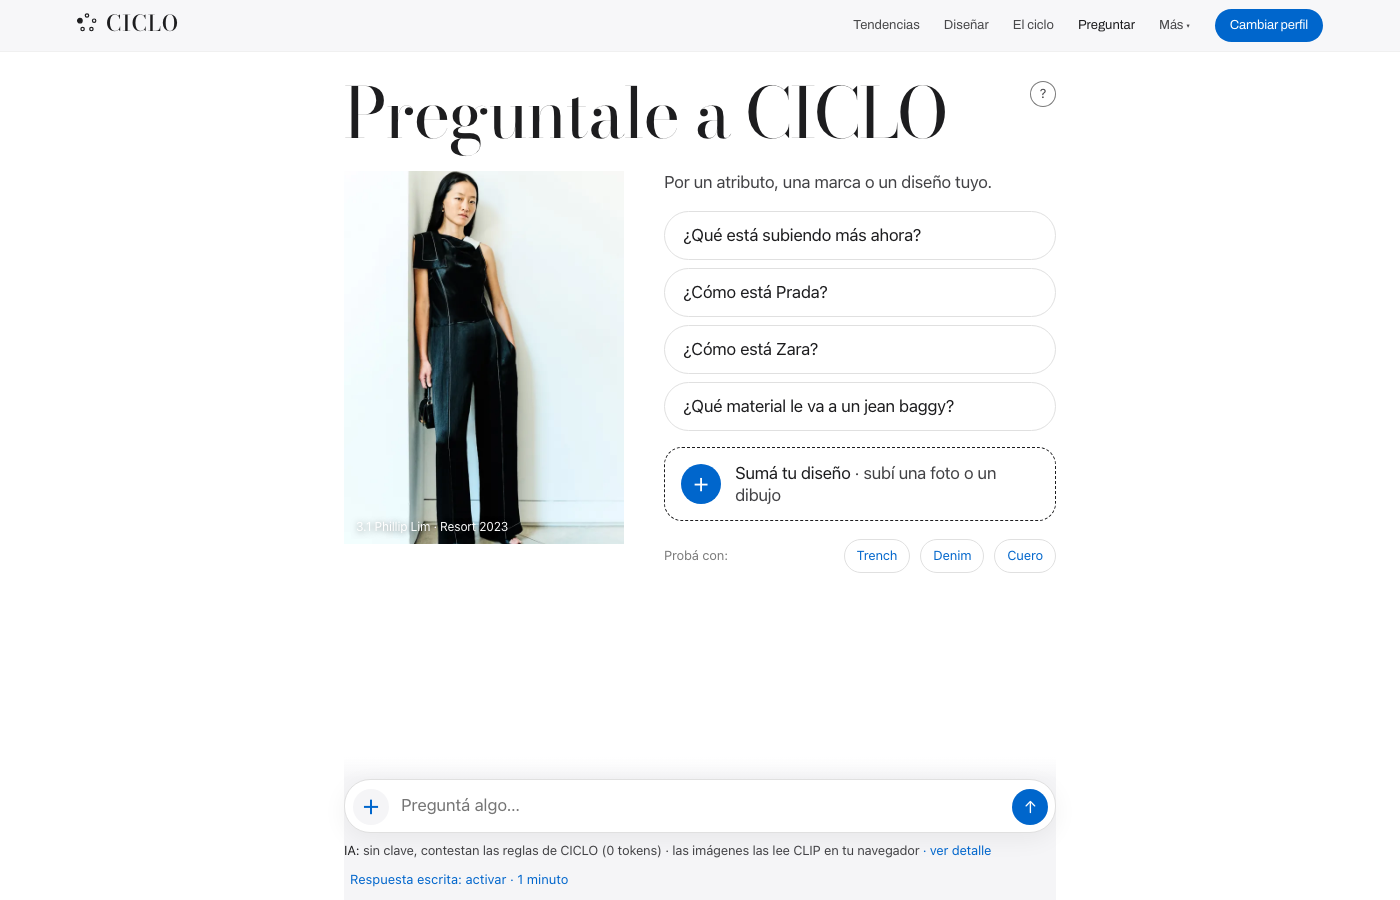 CICLO
Tendencias
Diseñar
El ciclo
Preguntar
Más
Cambiar perfil
Preguntale a CICLO
?
3.1 Phillip Lim · Resort 2023
Por un atributo, una marca o un diseño tuyo.
¿Qué está subiendo más ahora?
¿Cómo está Prada?
¿Cómo está Zara?
¿Qué material le va a un jean baggy?
Sumá tu diseño · subí una foto o un
dibujo
Probá con:
Trench
Denim
Cuero
Preguntá algo...
IA: sin clave, contestan las reglas de CICLO (0 tokens) · las imágenes las lee CLIP en tu navegador · ver detalle
Respuesta escrita: activar · 1 minuto